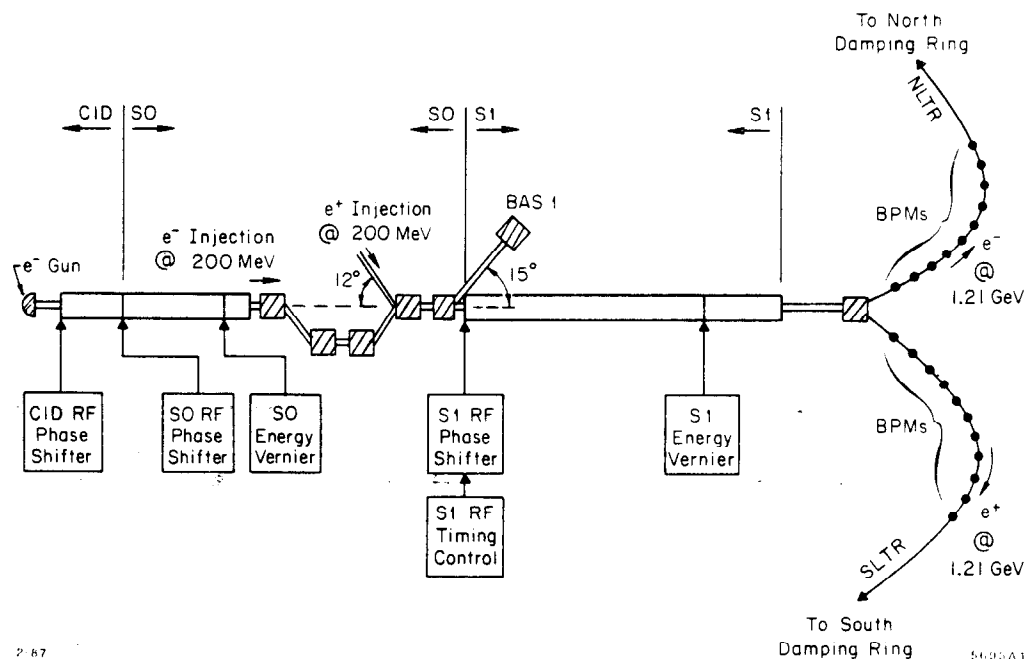 To North
Damping Ring
NLTR
CID
SO
SO
S1
S1
BAS 1
e⁺ Injection
@ 200 MeV
e⁻ Injection
@ 200 MeV
e⁻ Gun
12°
15°
BPMs
e⁻
@
1.21 GeV
CID RF
Phase
Shifter
SO RF
Phase
Shifter
SO
Energy
Vernier
S1 RF
Phase
Shifter
S1
Energy
Vernier
S1 RF
Timing
Control
BPMs
e⁺
@
1.21 GeV
SLTR
To South
Damping Ring
2-87